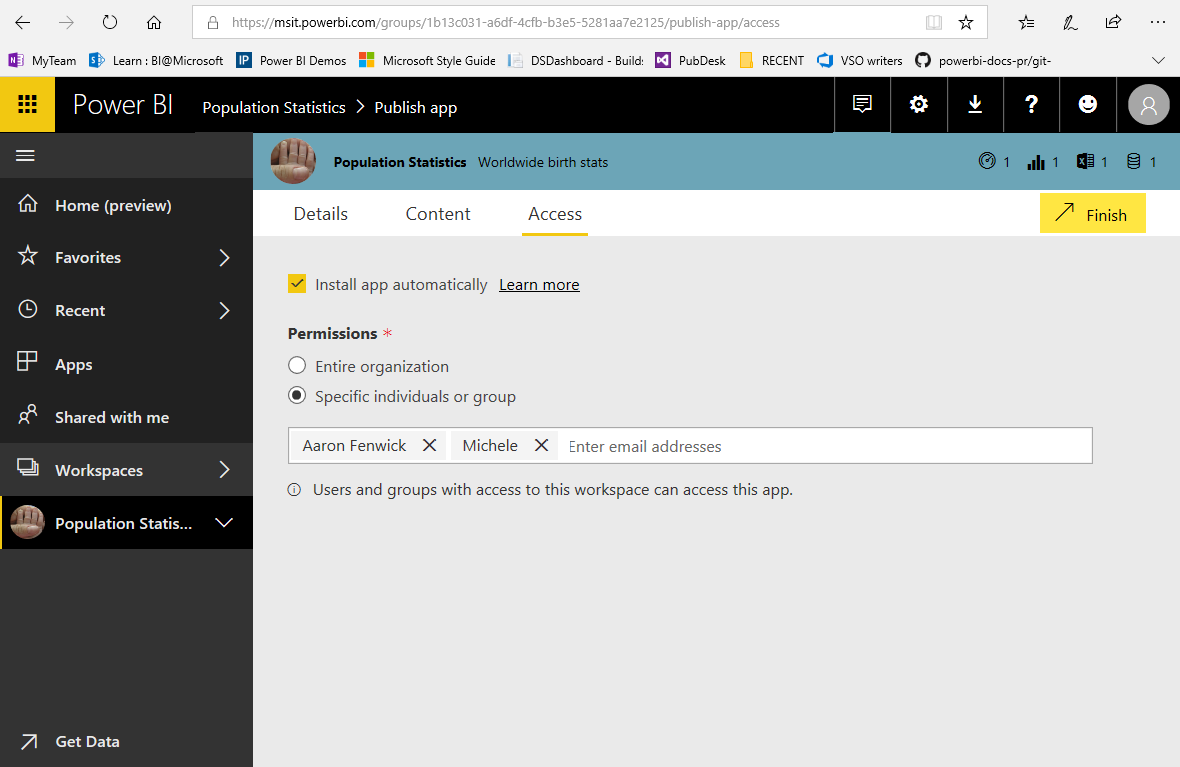 https://msit.powerbi.com/groups/1b13c031-a6df-4cfb-b3e5-5281aa7e2125/publish-app/access
MyTeam Learn : BI@Microsoft Power BI Demos Microsoft Style Guide DSDashboard - Build: PubDesk RECENT VSO writers powerbi-docs-pr/git-
Power BI Population Statistics > Publish app
Population Statistics Worldwide birth stats 1 1 1 1
Details Content Access Finish
Home (preview)
Favorites
Recent
Apps
Shared with me
Workspaces
Population Statis...
Get Data
Install app automatically Learn more
Permissions *
Entire organization
Specific individuals or group
Aaron Fenwick Michele Enter email addresses
Users and groups with access to this workspace can access this app.